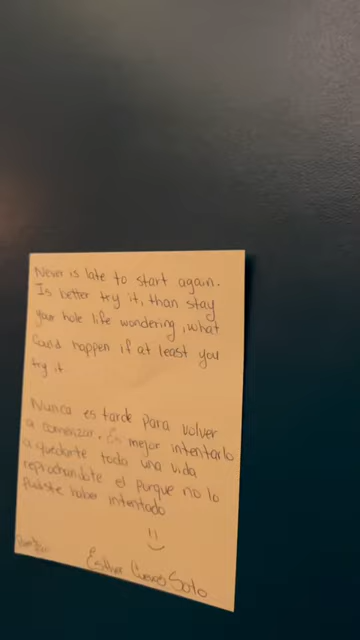 Never is late to start again.
Is better try it, than stay
your hole life wondering, what
Could happen if at least you
try it.
Nunca es tarde para volver
a comenzar. Es mejor intentarlo
a quedarte toda una vida
reprochandote el porque no lo
pudiste haber intentado
Cuevas Soto